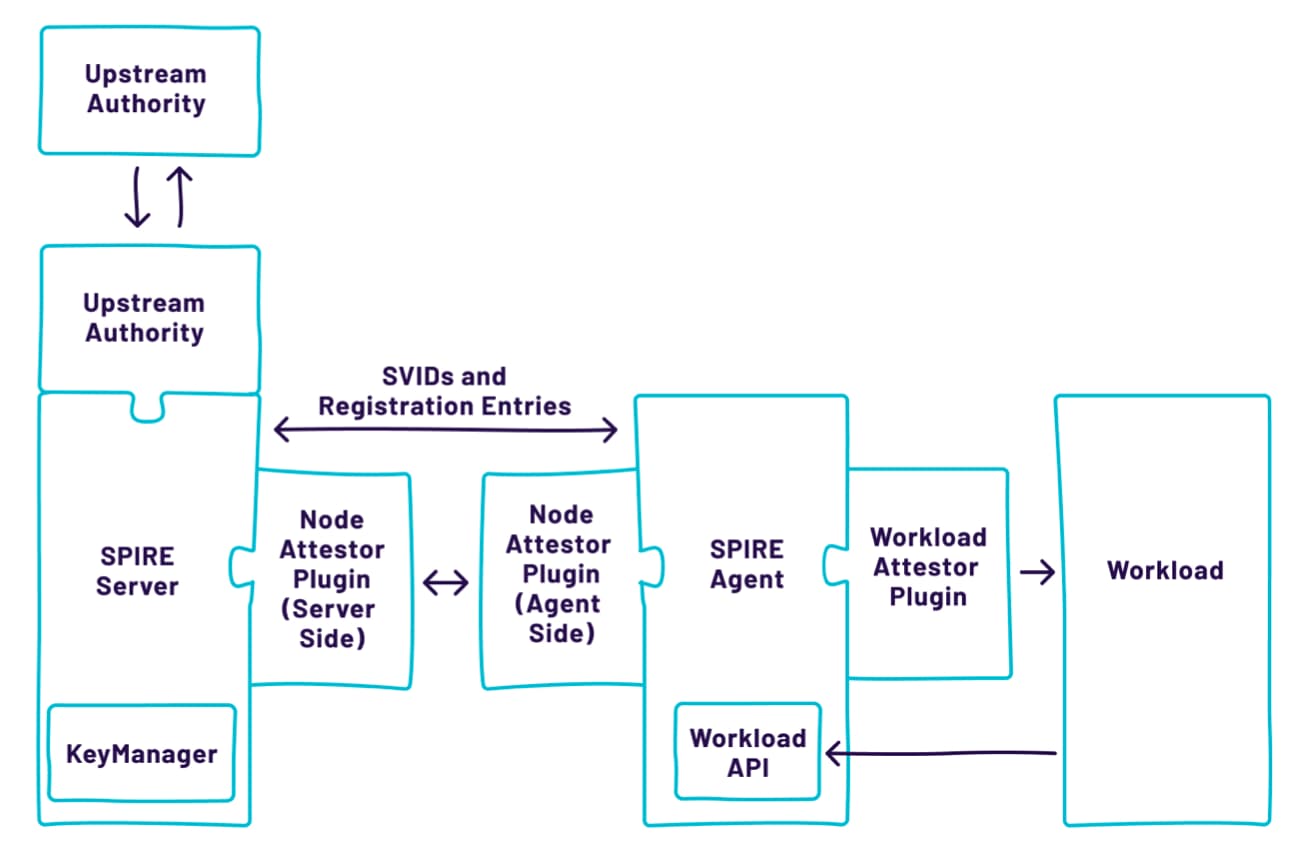 Upstream
Authority
Upstream
Authority
SVIDs and
Registration Entries
SPIRE
Server
Node
Attestor
Plugin
(Server
Side)
Node
Attestor
Plugin
(Agent
Side)
SPIRE
Agent
Workload
Attestor
Plugin
Workload
KeyManager
Workload
API